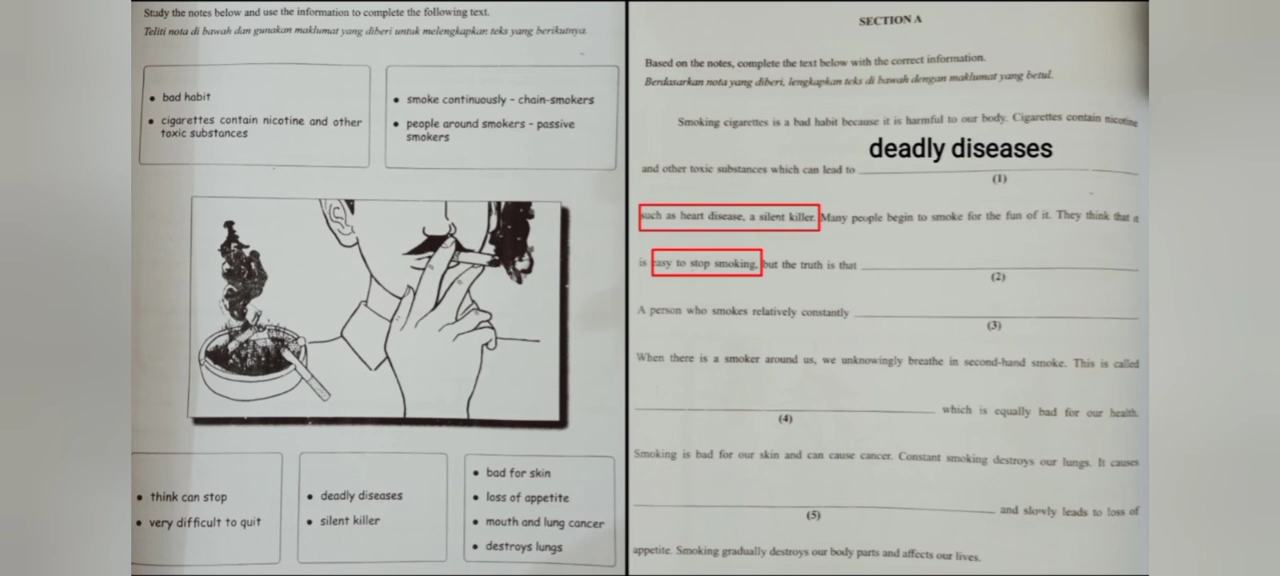 Study the notes below and use the information to complete the following text.
Teliti nota di bawah dan gunakan maklumat yang diberi untuk melengkapkan teks yang berikutnya.
• bad habit
• cigarettes contain nicotine and other
toxic substances
• smoke continuously - chain-smokers
• people around smokers - passive
smokers
• think can stop
• very difficult to quit
• deadly diseases
• silent killer
• bad for skin
• loss of appetite
• mouth and lung cancer
• destroys lungs
SECTION A
Based on the notes, complete the text below with the correct information.
Berdasarkan nota yang diberi, lengkapkan teks di bawah dengan maklumat yang betul.
Smoking cigarettes is a bad habit because it is harmful to our body. Cigarettes contain nicotine
deadly diseases
and other toxic substances which can lead to
(1)
such as heart disease, a silent killer. Many people begin to smoke for the fun of it. They think that it
is easy to stop smoking, but the truth is that
(2)
A person who smokes relatively constantly
(3)
When there is a smoker around us, we unknowingly breathe in second-hand smoke. This is called
which is equally bad for our health.
(4)
Smoking is bad for our skin and can cause cancer. Constant smoking destroys our lungs. It causes
and slowly leads to loss of
(5)
appetite. Smoking gradually destroys our body parts and affects our lives.